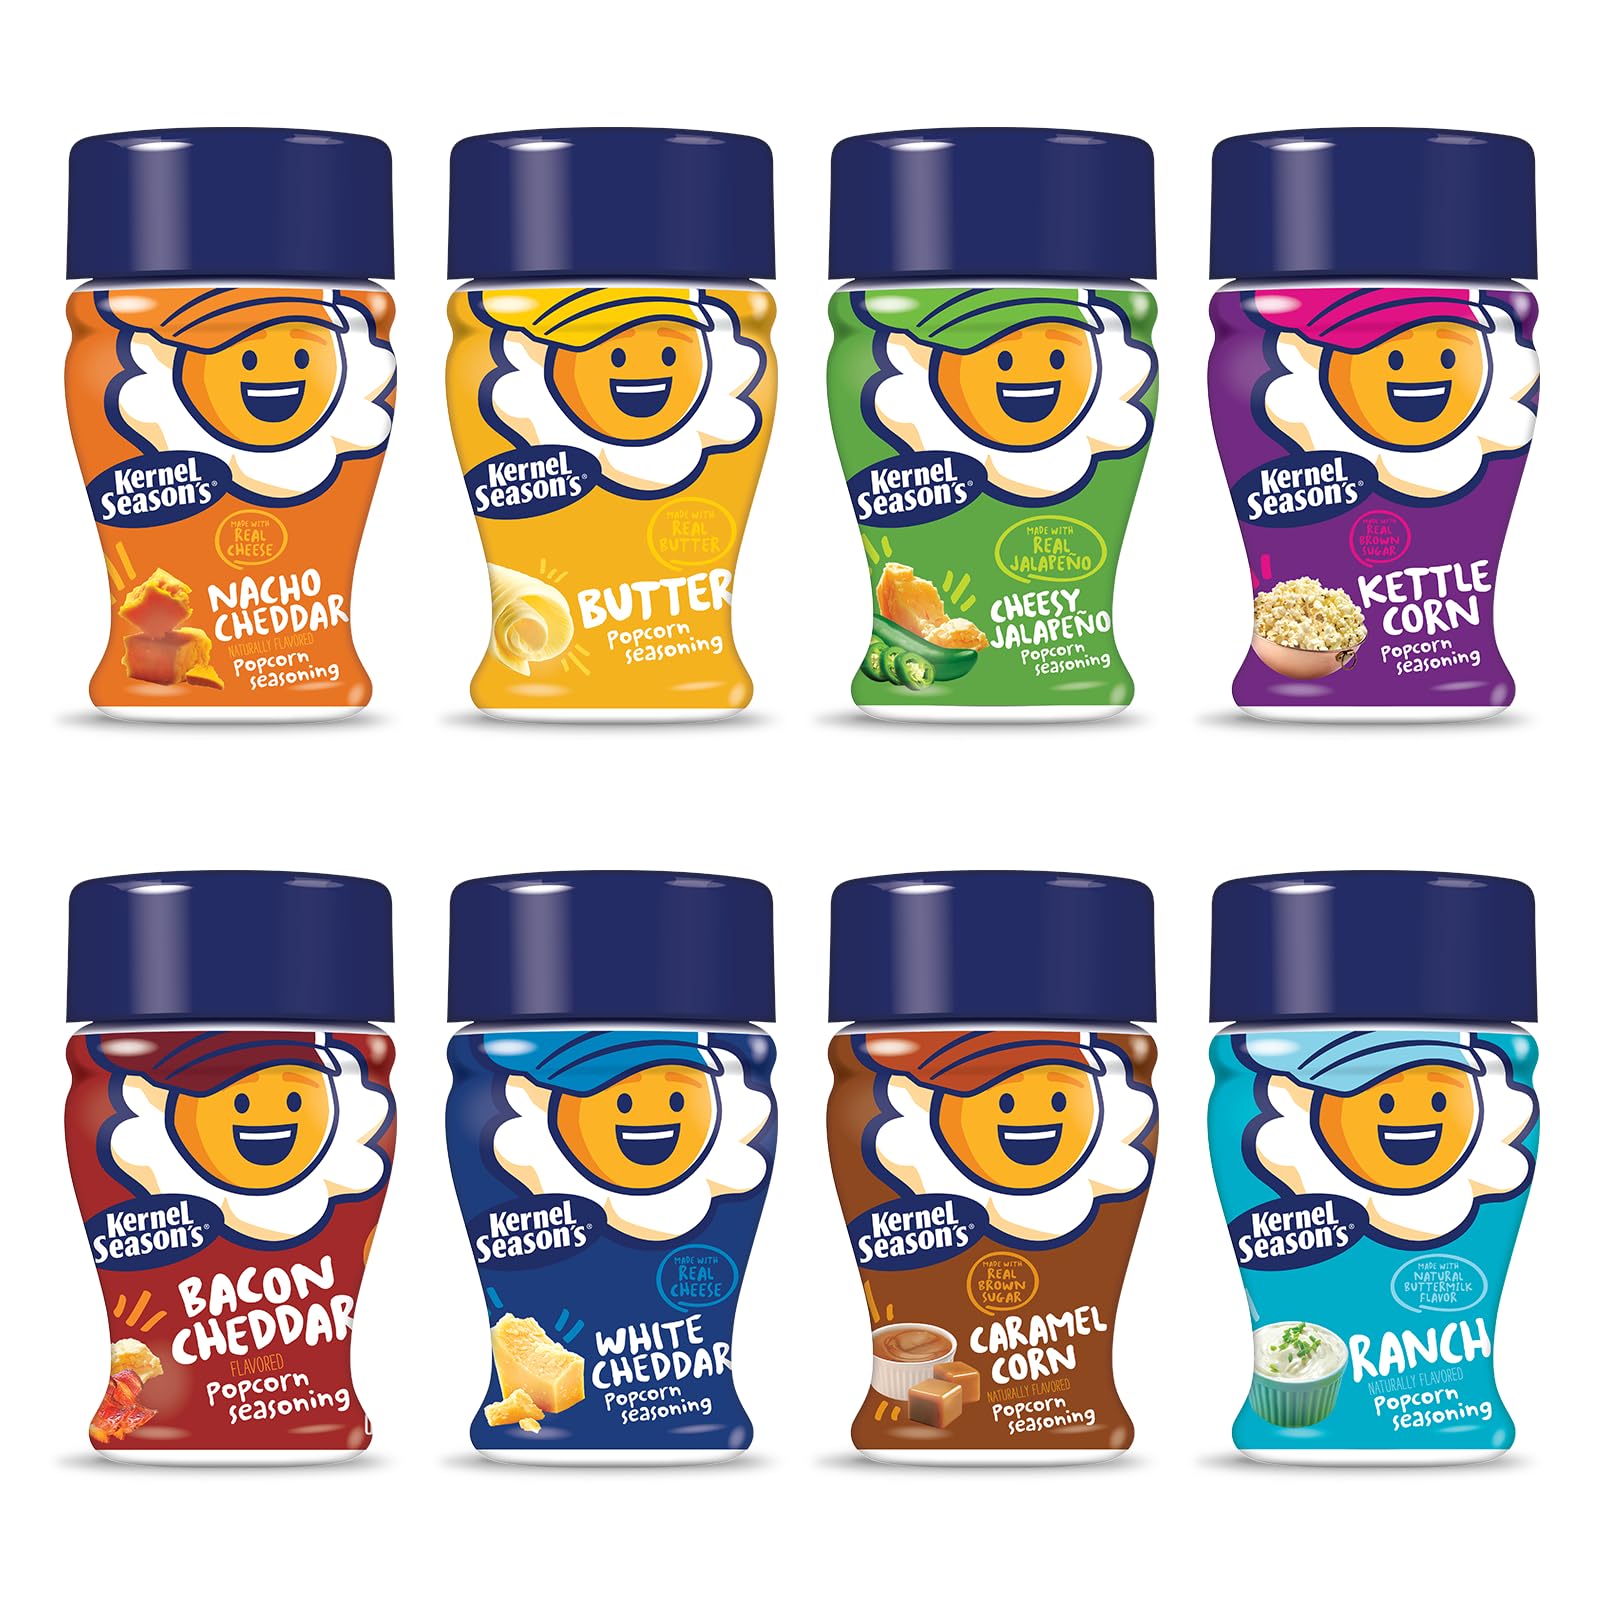 Kernel
Season's®
MADE WITH
REAL
CHEESE
NACHO
CHEDDAR
NATURALLY FLAVORED
Popcorn
seasoning
Kernel
Season's®
MADE WITH
REAL
BUTTER
BUTTER
Popcorn
seasoning
Kernel
Season's®
MADE WITH
REAL
JALAPEÑO
CHEESY
JALAPEÑO
Popcorn
seasoning
Kernel
Season's®
MADE WITH
REAL
BROWN
SUGAR
KETTLE
CORN
Popcorn
seasoning
Kernel
Season's®
BACON
CHEDDAR
FLAVORED
Popcorn
seasoning
Kernel
Season's®
MADE WITH
REAL
CHEESE
WHITE
CHEDDAR
Popcorn
seasoning
Kernel
Season's®
MADE WITH
REAL
BROWN
SUGAR
CARAMEL
CORN
NATURALLY FLAVORED
Popcorn
seasoning
Kernel
Season's®
MADE WITH
NATURAL
BUTTERMILK
FLAVOR
RANCH
NATURALLY FLAVORED
Popcorn
seasoning